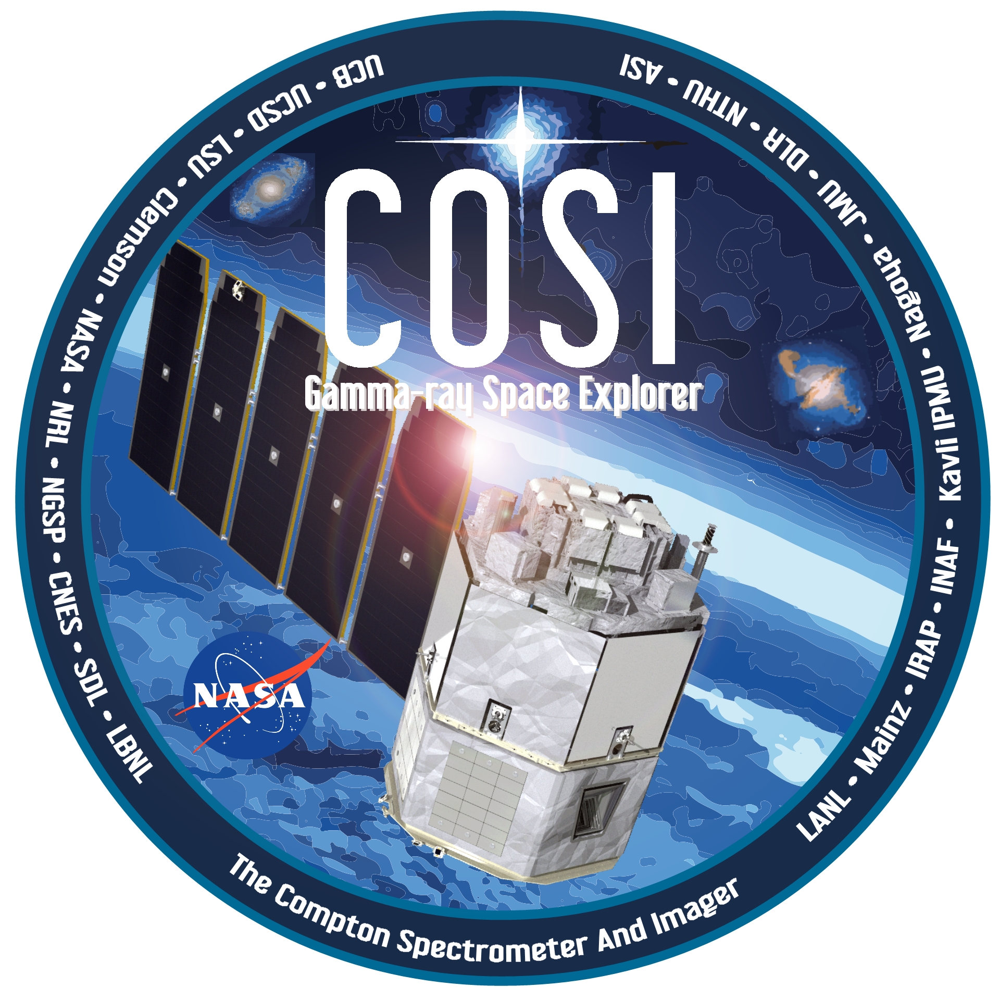 COSI
Gamma-ray Space Explorer
NASA
UCB • UCSD • LSU • Clemson • NASA • NRL • NGSP • CNES • SDL • LBNL
The Compton Spectrometer And Imager
LANL • Mainz • IRAP • INAF • Kavli IPMU • Nagoya • JMU • DLR • NTHU • ASI